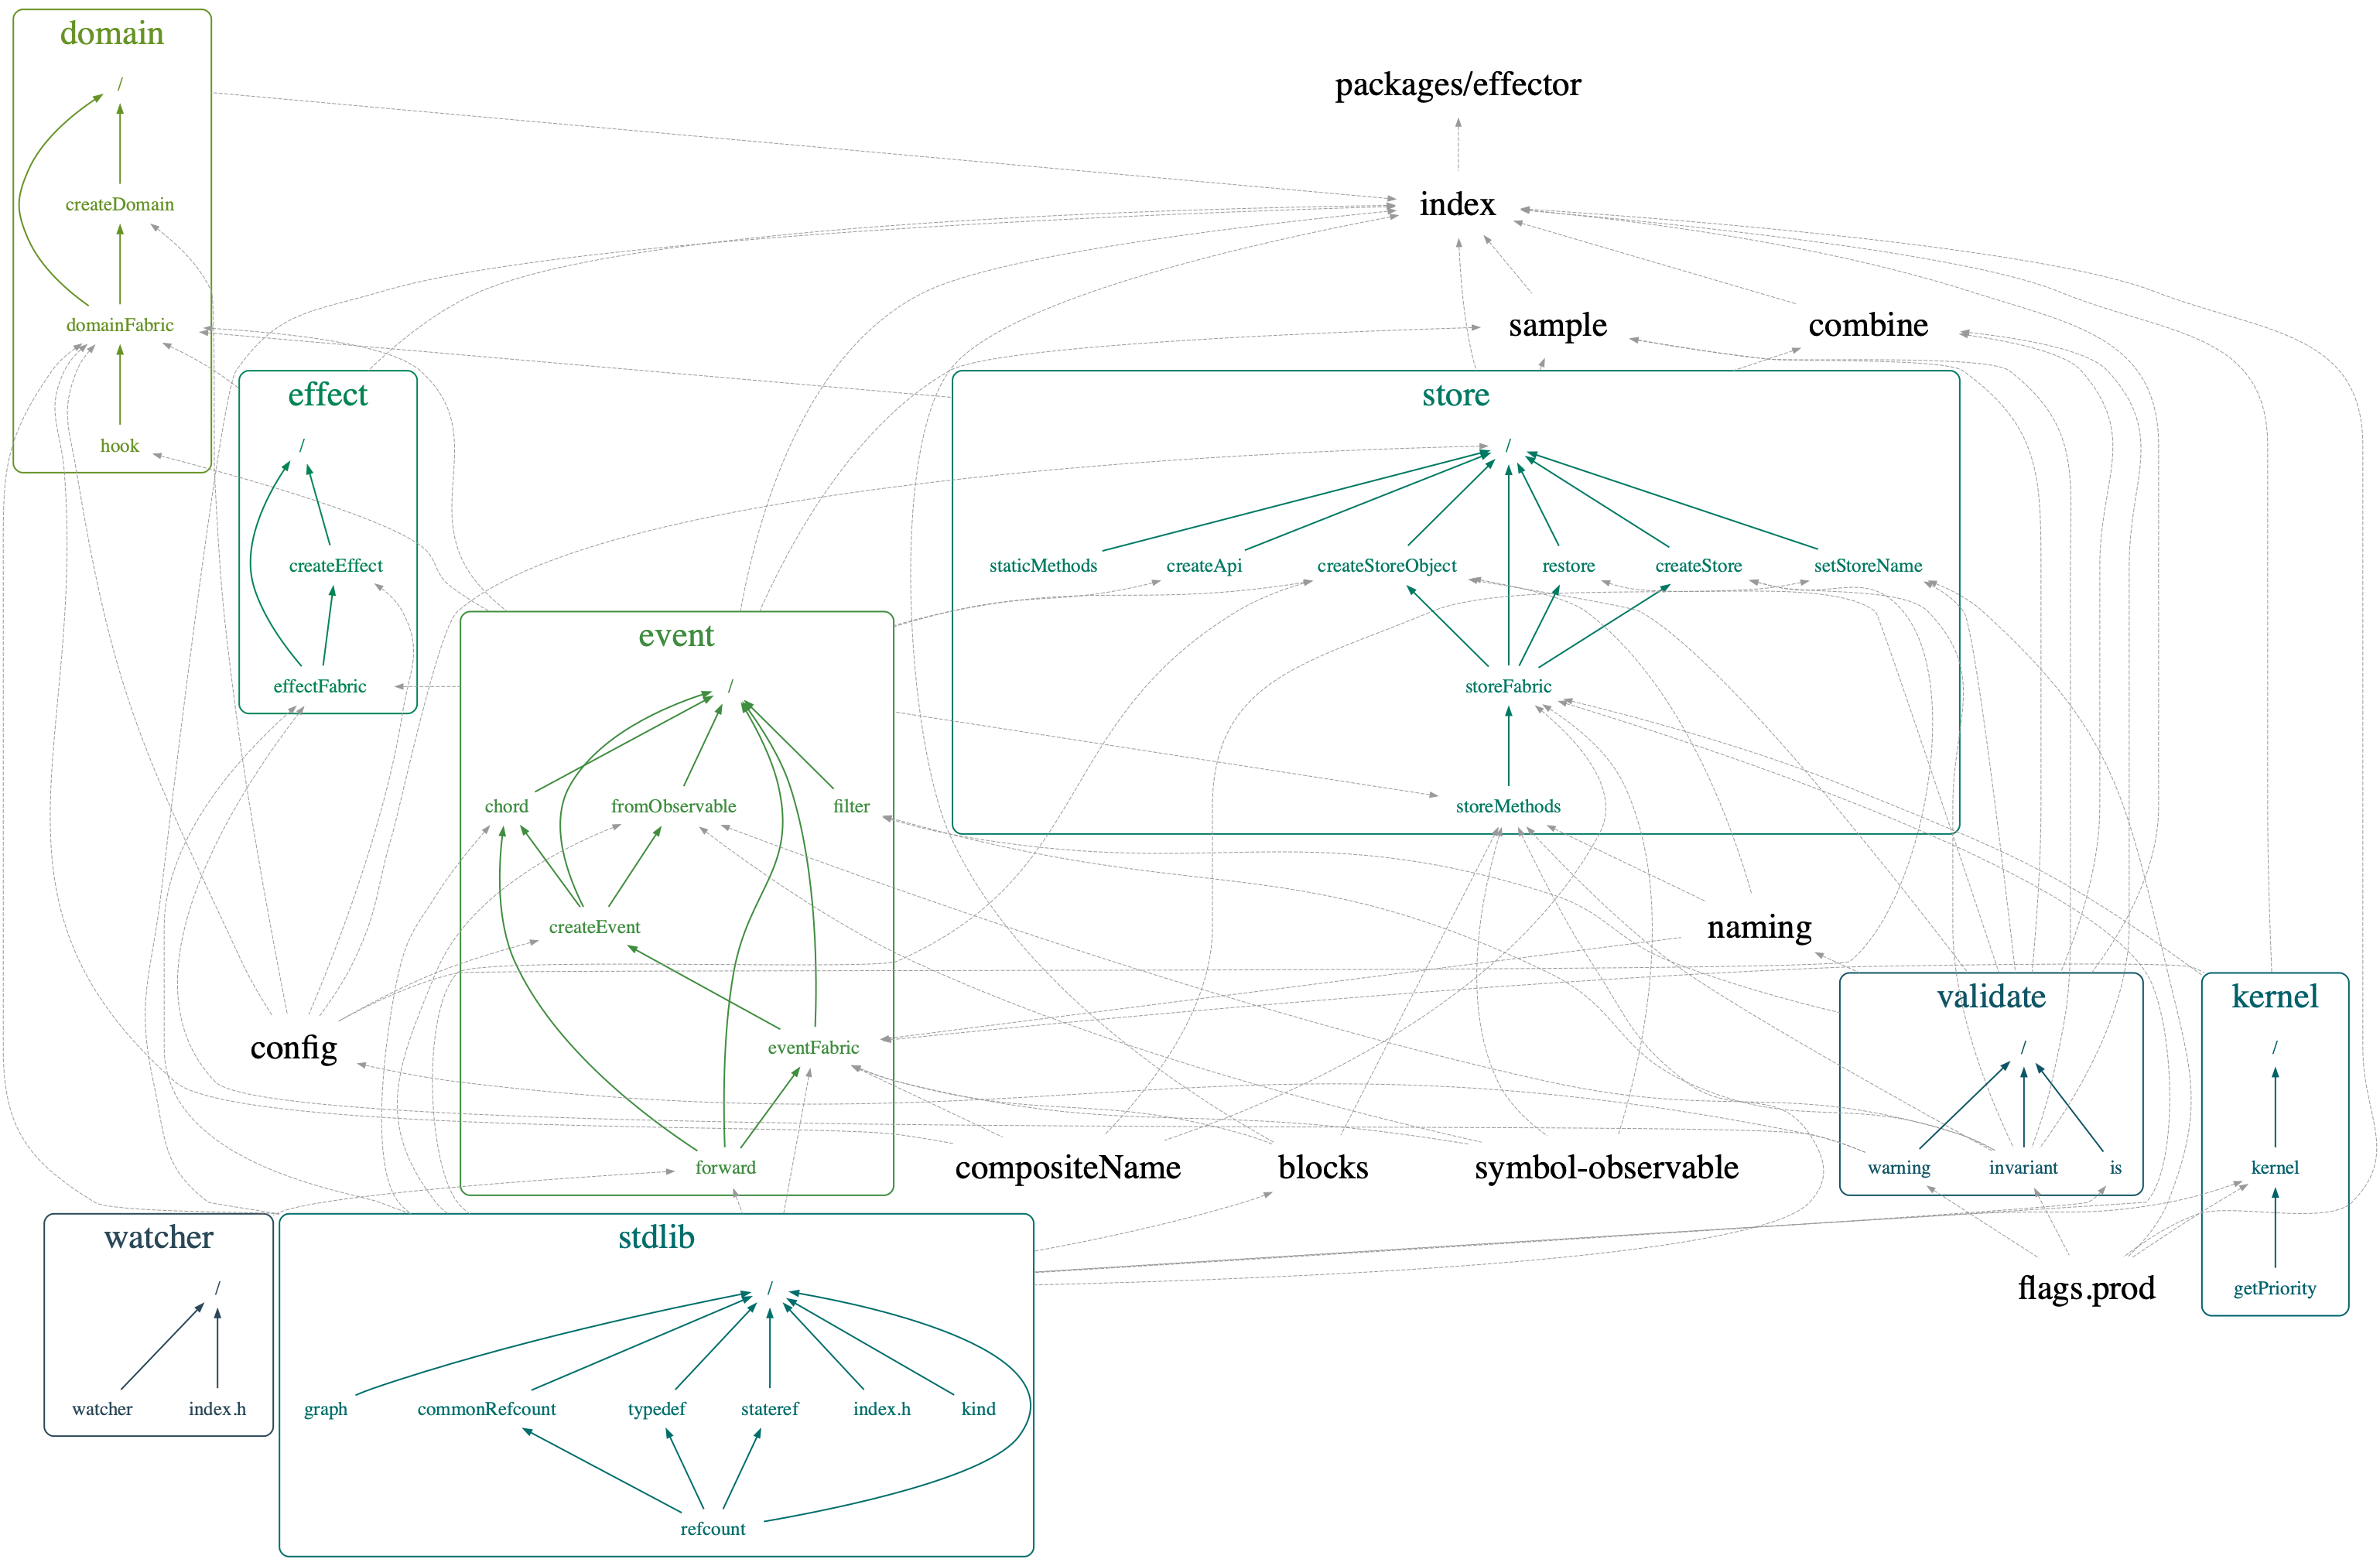 domain
/
createDomain
domainFabric
hook
packages/effector
index
sample
combine
effect
/
createEffect
effectFabric
store
/
staticMethods
createApi
createStoreObject
restore
createStore
setStoreName
storeFabric
storeMethods
event
/
chord
fromObservable
filter
createEvent
eventFabric
forward
naming
config
compositeName
blocks
symbol-observable
validate
/
warning
invariant
is
kernel
/
kernel
getPriority
flags.prod
watcher
/
watcher
index.h
stdlib
/
graph
commonRefcount
typedef
stateref
index.h
kind
refcount